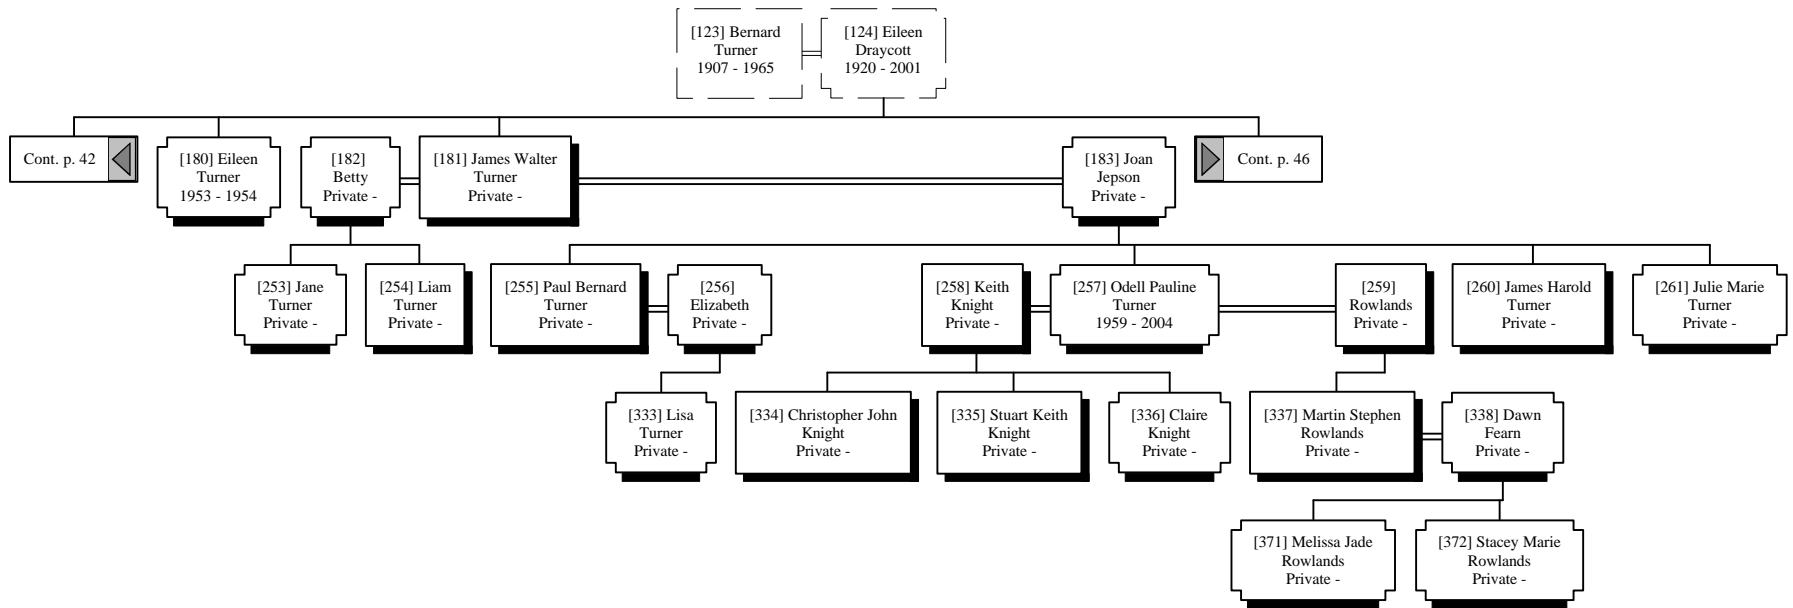 [123] Bernard
Turner
1907 - 1965
[124] Eileen
Draycott
1920 - 2001
Cont. p. 42
[180] Eileen
Turner
1953 - 1954
[182]
Betty
Private -
[181] James Walter
Turner
Private -
[183] Joan
Jepson
Private -
Cont. p. 46
[253] Jane
Turner
Private -
[254] Liam
Turner
Private -
[255] Paul Bernard
Turner
Private -
[256]
Elizabeth
Private -
[258] Keith
Knight
Private -
[257] Odell Pauline
Turner
1959 - 2004
[259]
Rowlands
Private -
[260] James Harold
Turner
Private -
[261] Julie Marie
Turner
Private -
[333] Lisa
Turner
Private -
[334] Christopher John
Knight
Private -
[335] Stuart Keith
Knight
Private -
[336] Claire
Knight
Private -
[337] Martin Stephen
Rowlands
Private -
[338] Dawn
Fearn
Private -
[371] Melissa Jade
Rowlands
Private -
[372] Stacey Marie
Rowlands
Private -